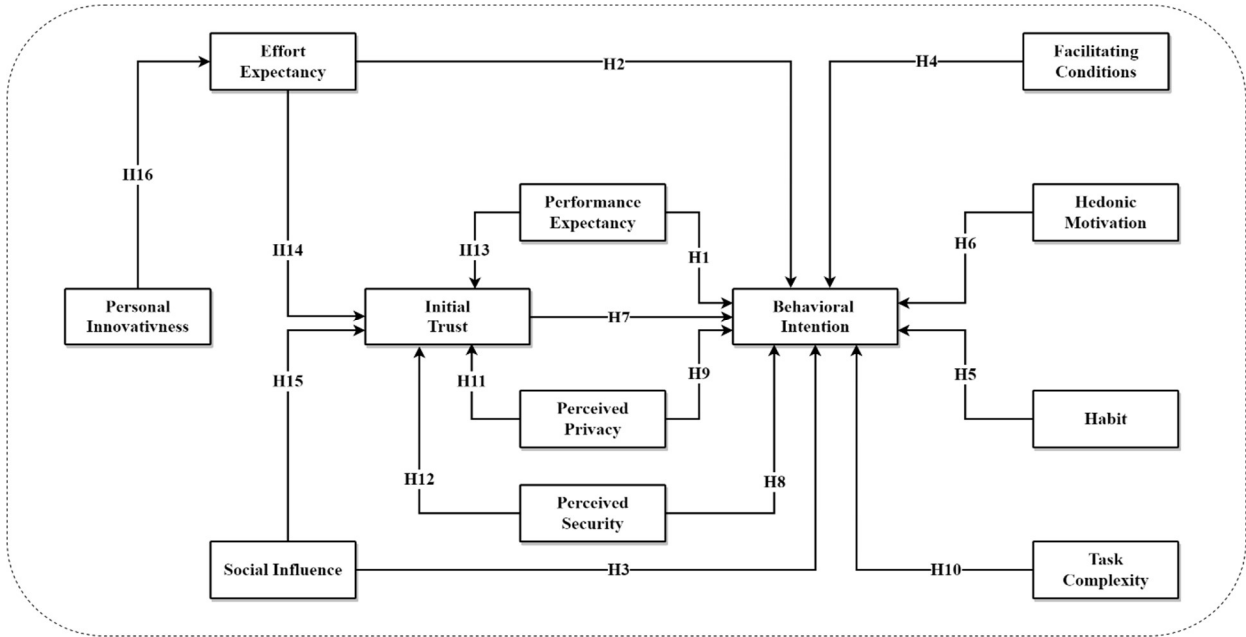 Effort
Expectancy
H2
H4
Facilitating
Conditions
H16
Performance
Expectancy
Hedonic
Motivation
H14
H13
H1
H6
Personal
Innovativness
Initial
Trust
H7
Behavioral
Intention
H15
H11
H9
H5
Perceived
Privacy
Habit
H12
H8
Perceived
Security
Social Influence
H3
H10
Task
Complexity